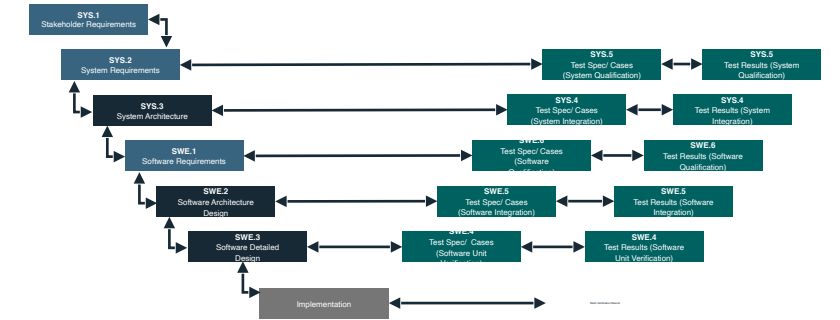 SYS.1
Stakeholder Requirements
SYS.2
System Requirements
SYS.5
Test Spec/ Cases
(System Qualification)
SYS.5
Test Results (System
Qualification)
SYS.3
System Architecture
SYS.4
Test Spec/ Cases
(System Integration)
SYS.4
Test Results (System
Integration)
SWE.1
Software Requirements
SWE.6
Test Spec/ Cases
(Software
Qualification)
SWE.6
Test Results (Software
Qualification)
SWE.2
Software Architecture
Design
SWE.5
Test Spec/ Cases
(Software Integration)
SWE.5
Test Results (Software
Integration)
SWE.3
Software Detailed
Design
SWE.4
Test Spec/ Cases
(Software Unit
Verification)
SWE.4
Test Results (Software
Unit Verification)
Implementation